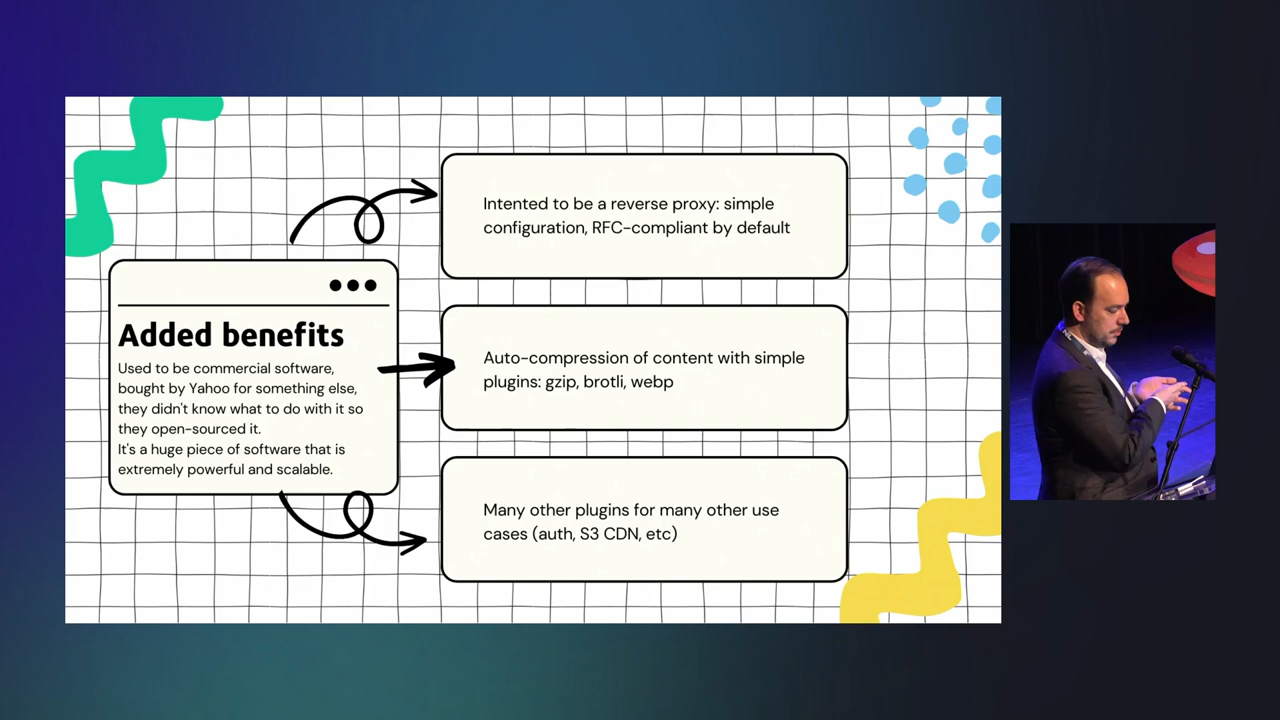 Added benefits
Used to be commercial software,
bought by Yahoo for something else,
they didn't know what to do with it so
they open-sourced it.
It's a huge piece of software that is
extremely powerful and scalable.
Intented to be a reverse proxy: simple
configuration, RFC-compliant by default
Auto-compression of content with simple
plugins: gzip, brotli, webp
Many other plugins for many other use
cases (auth, S3 CDN, etc)